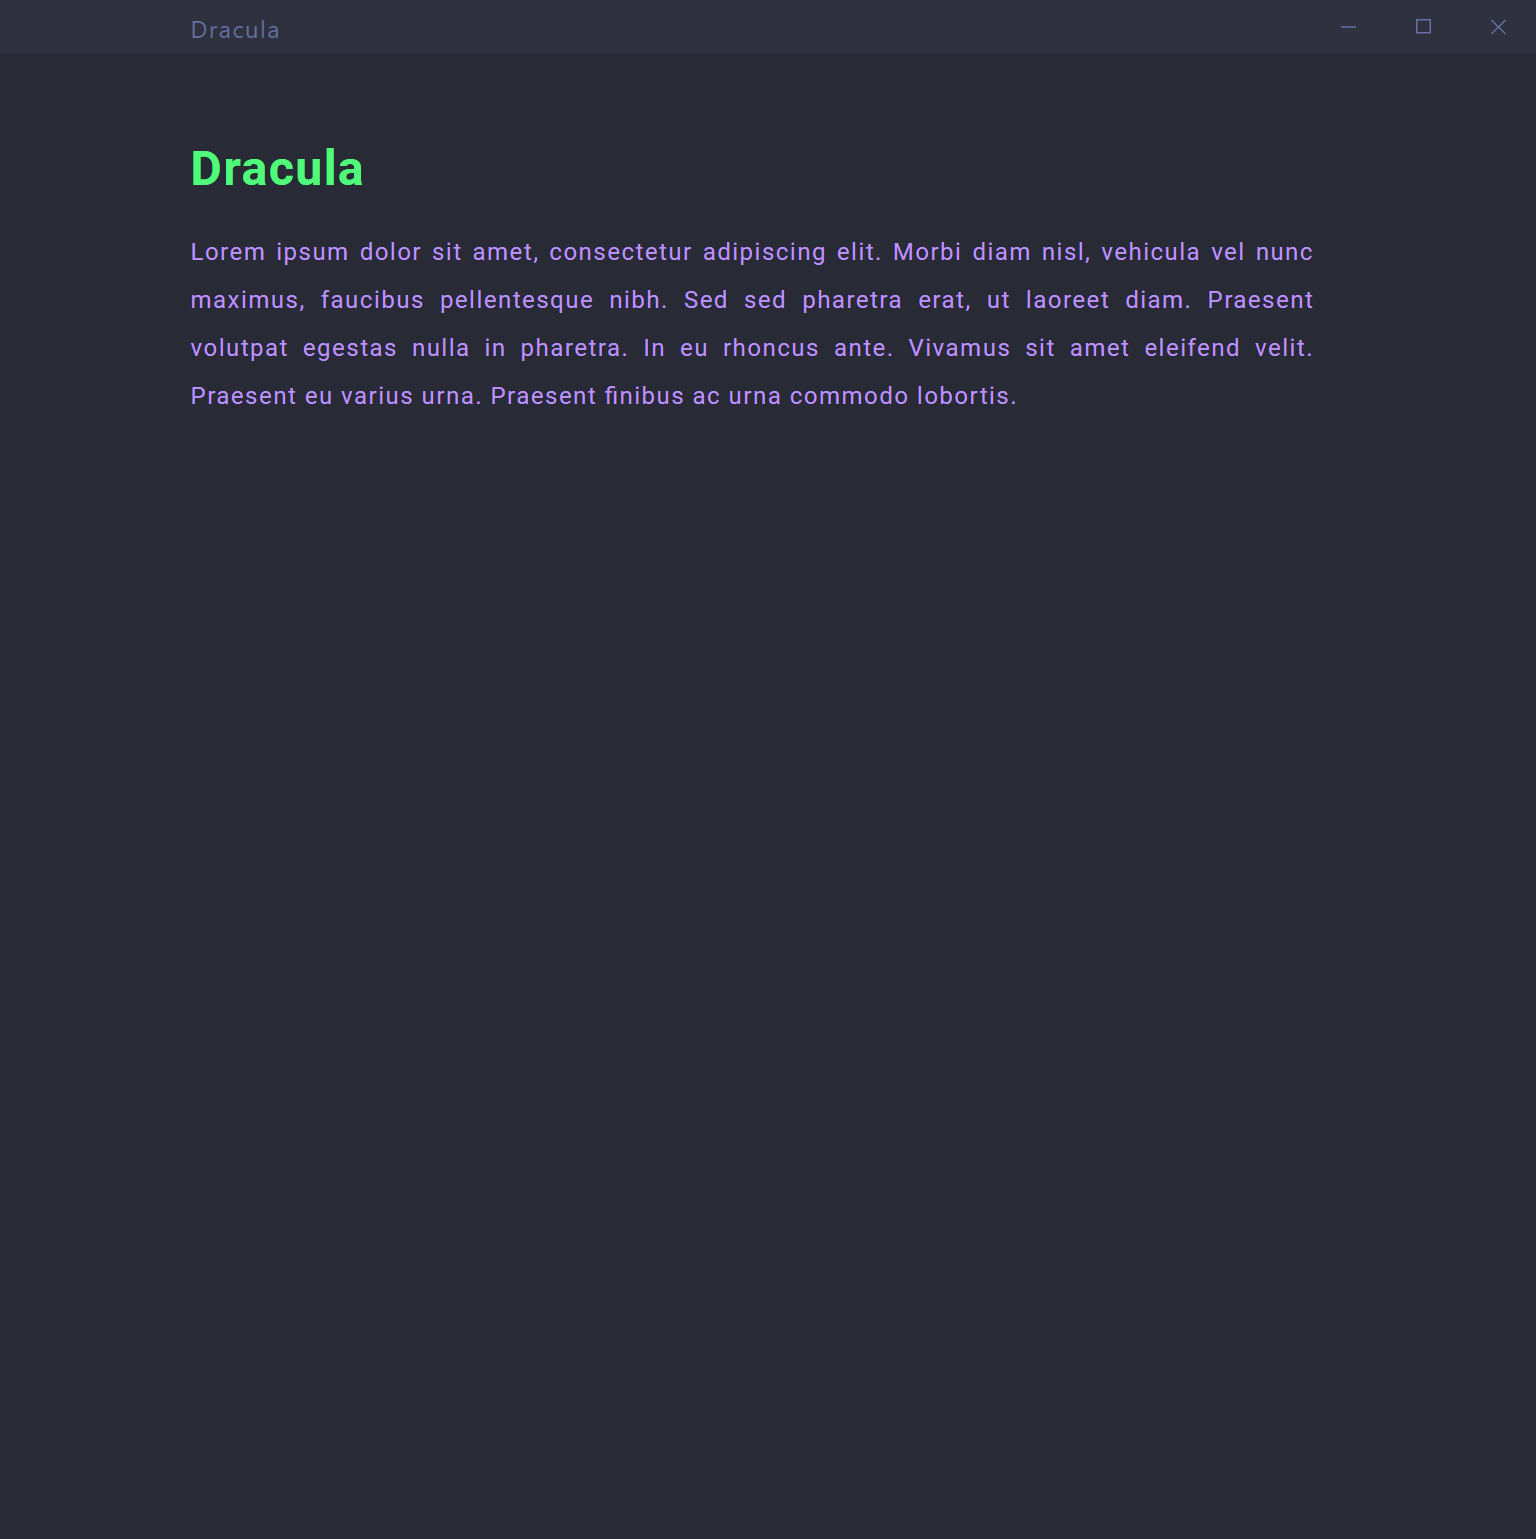 Dracula
Dracula
Lorem ipsum dolor sit amet, consectetur adipiscing elit. Morbi diam nisl, vehicula vel nunc
maximus, faucibus pellentesque nibh. Sed sed pharetra erat, ut laoreet diam. Praesent
volutpat egestas nulla in pharetra. In eu rhoncus ante. Vivamus sit amet eleifend velit.
Praesent eu varius urna. Praesent finibus ac urna commodo lobortis.